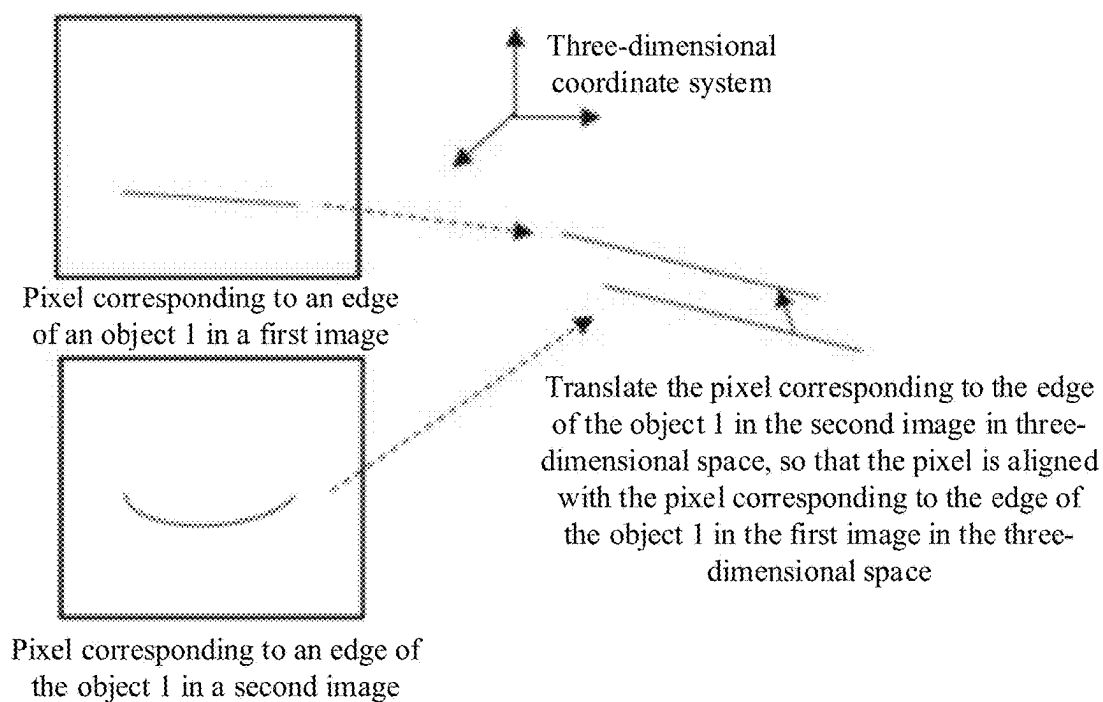 Three-dimensional
coordinate system
Pixel corresponding to an edge
of an object 1 in a first image
Translate the pixel corresponding to the edge
of the object 1 in the second image in three-
dimensional space, so that the pixel is aligned
with the pixel corresponding to the edge of
the object 1 in the first image in the three-
dimensional space
Pixel corresponding to an edge of
the object 1 in a second image